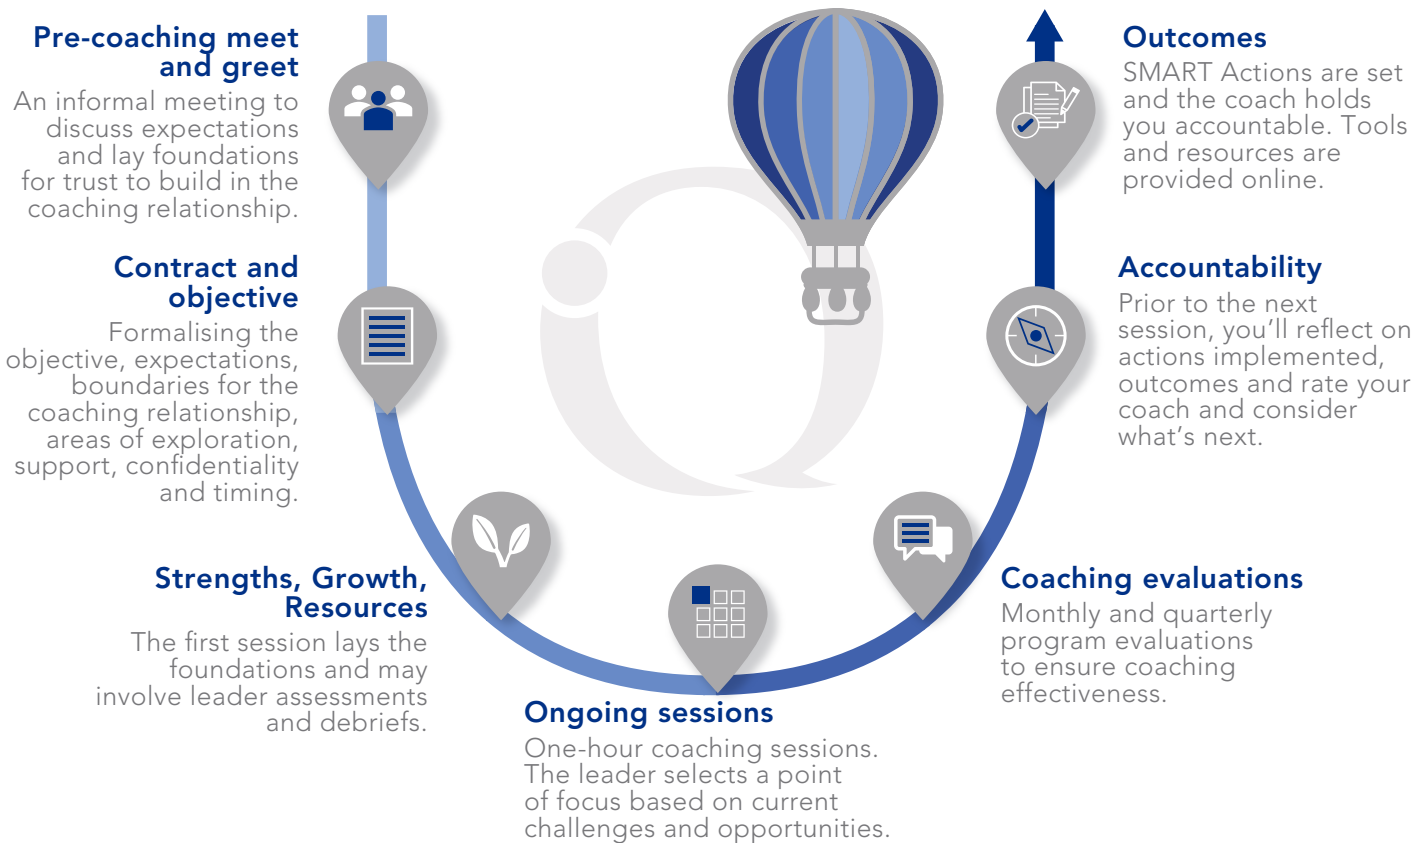 Pre-coaching meet
and greet
An informal meeting to
discuss expectations
and lay foundations
for trust to build in the
coaching relationship.
Contract and
objective
Formalising the
objective, expectations,
boundaries for the
coaching relationship,
areas of exploration,
support, confidentiality
and timing.
Strengths, Growth,
Resources
The first session lays the
foundations and may
involve leader assessments
and debriefs.
Ongoing sessions
One-hour coaching sessions.
The leader selects a point
of focus based on current
challenges and opportunities.
Coaching evaluations
Monthly and quarterly
program evaluations
to ensure coaching
effectiveness.
Accountability
Prior to the next
session, you’ll reflect on
actions implemented,
outcomes and rate your
coach and consider
what’s next.
Outcomes
SMART Actions are set
and the coach holds
you accountable. Tools
and resources are
provided online.